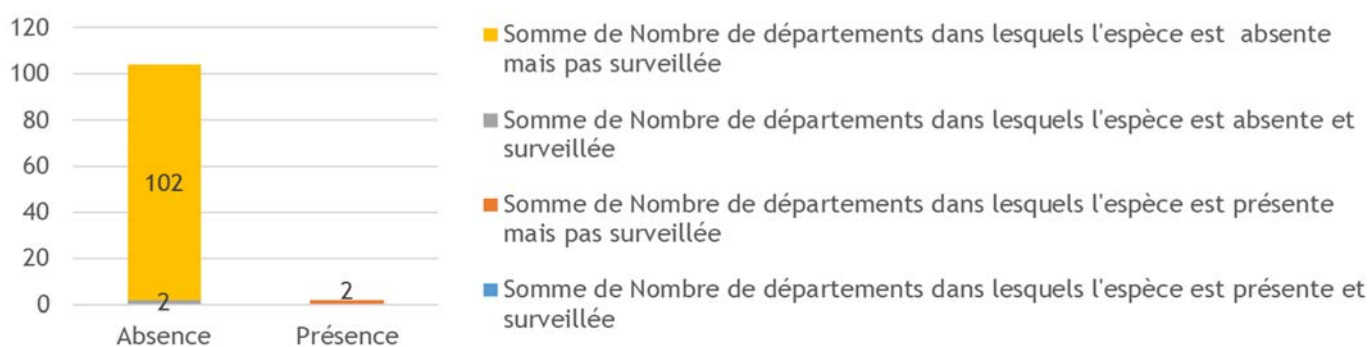 120
100
80
60
40
20
0
102
2
2
Absence
Présence
Somme de Nombre de départements dans lesquels l'espèce est  absente
mais pas surveillée
Somme de Nombre de départements dans lesquels l'espèce est absente et
surveillée
Somme de Nombre de départements dans lesquels l'espèce est présente
mais pas surveillée
Somme de Nombre de départements dans lesquels l'espèce est présente et
surveillée